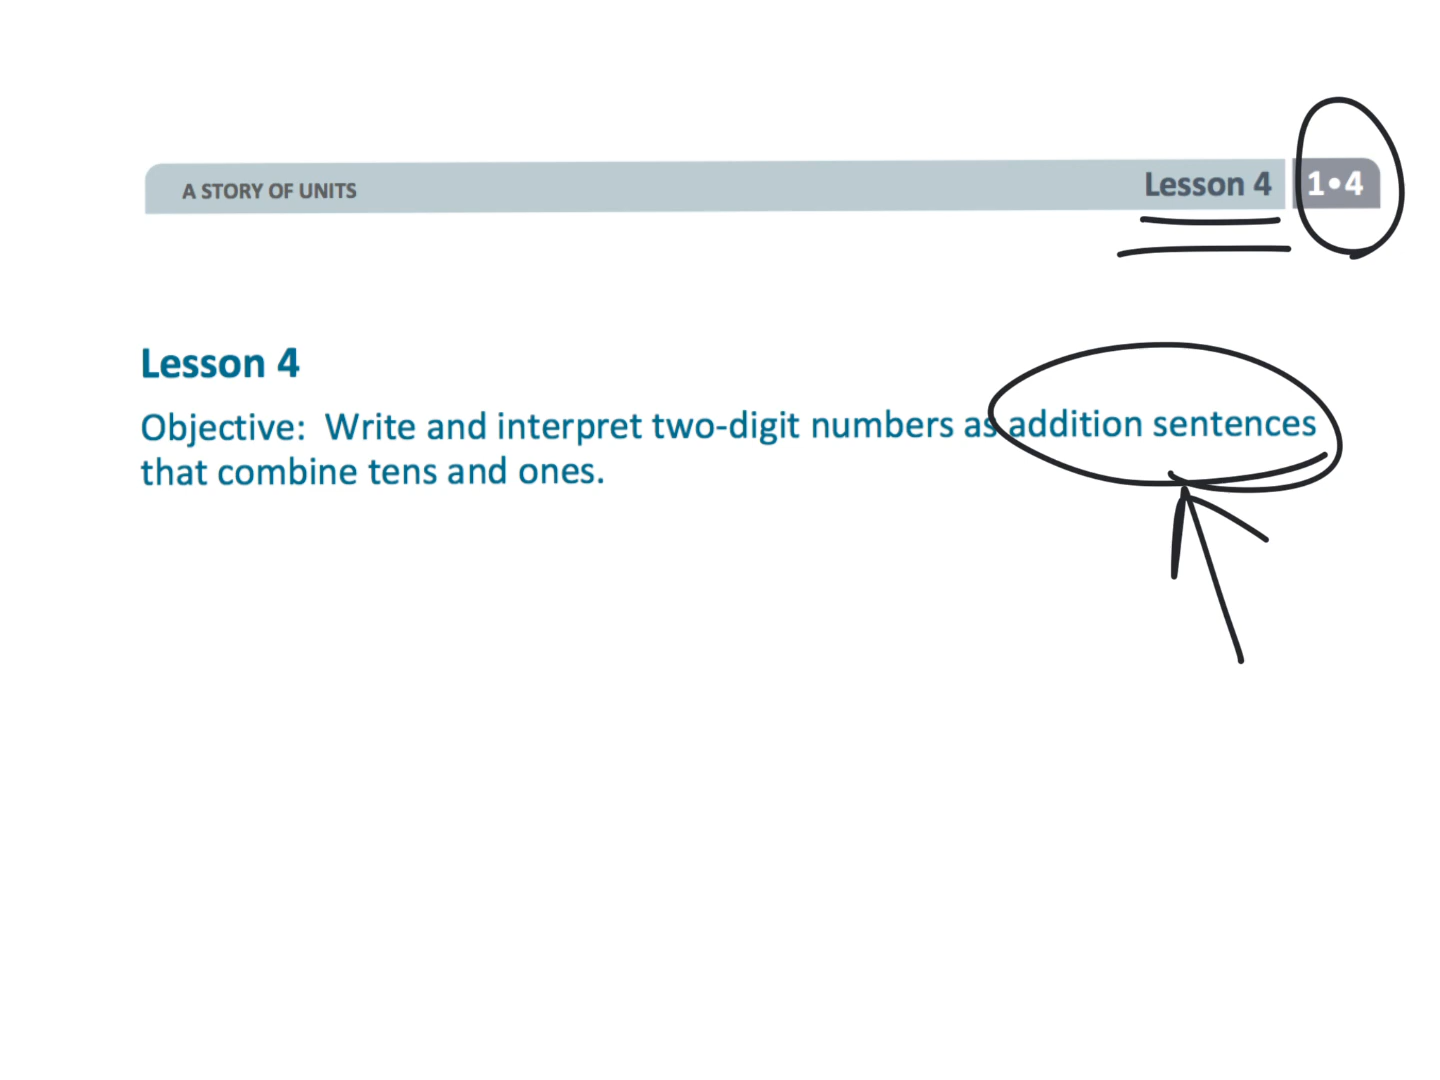 A STORY OF UNITS
Lesson 4 1•4
Lesson 4
Objective: Write and interpret two-digit numbers as addition sentences
that combine tens and ones.